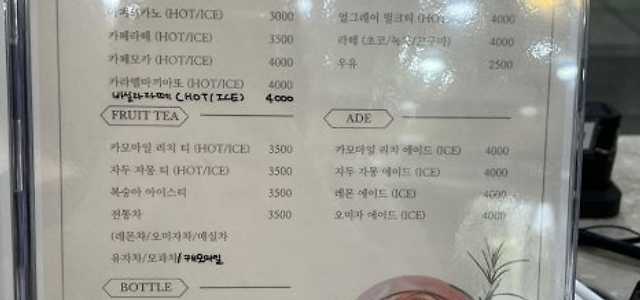 아메리카노 (HOT/ICE) 3000
카페라떼 (HOT/ICE) 3500
카페모카 (HOT/ICE) 4000
카라멜마끼아또 (HOT/ICE) 4000
바닐라라떼 (HOT/ICE) 4000
FRUIT TEA
카모마일 리치 티 (HOT/ICE) 3500
자두 자몽 티 (HOT/ICE) 3500
복숭아 아이스티 3500
전통차 3500
(레몬차/오미자차/매실차
유자차/모과차/캐모마일
BOTTLE
얼그레이 밀크티 (HOT 4000
라떼 (초코/녹차/고구마) 4000
우유 2500
ADE
카모마일 리치 에이드 (ICE) 4000
자두 자몽 에이드 (ICE) 4000
레몬 에이드 (ICE) 4000
오미자 에이드 (ICE) 4000